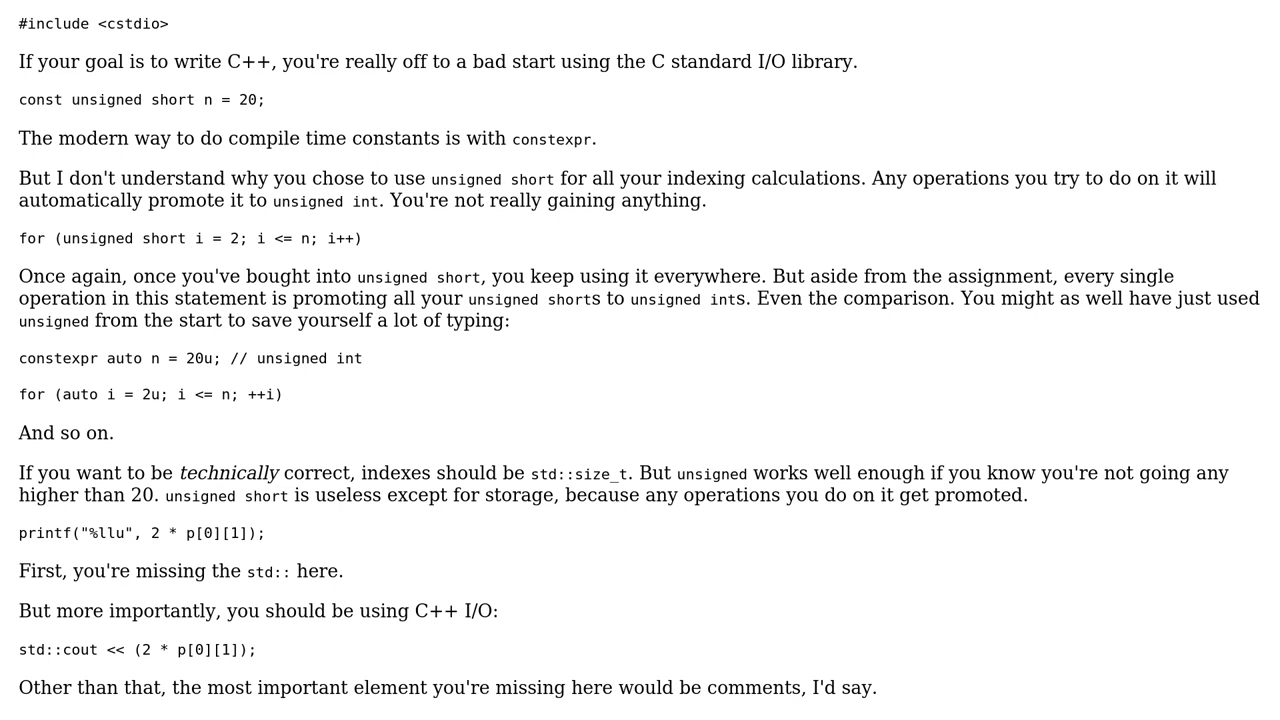 #include <cstdio>
If your goal is to write C++, you're really off to a bad start using the C standard I/O library.
const unsigned short n = 20;
The modern way to do compile time constants is with constexpr.
But I don't understand why you chose to use unsigned short for all your indexing calculations. Any operations you try to do on it will
automatically promote it to unsigned int. You're not really gaining anything.
for (unsigned short i = 2; i <= n; i++)
Once again, once you've bought into unsigned short, you keep using it everywhere. But aside from the assignment, every single
operation in this statement is promoting all your unsigned shorts to unsigned ints. Even the comparison. You might as well have just used
unsigned from the start to save yourself a lot of typing:
constexpr auto n = 20u; // unsigned int
for (auto i = 2u; i <= n; ++i)
And so on.
If you want to be technically correct, indexes should be std::size_t. But unsigned works well enough if you know you're not going any
higher than 20. unsigned short is useless except for storage, because any operations you do on it get promoted.
printf("%llu", 2 * p[0][1]);
First, you're missing the std:: here.
But more importantly, you should be using C++ I/O:
std::cout << (2 * p[0][1]);
Other than that, the most important element you're missing here would be comments, I'd say.